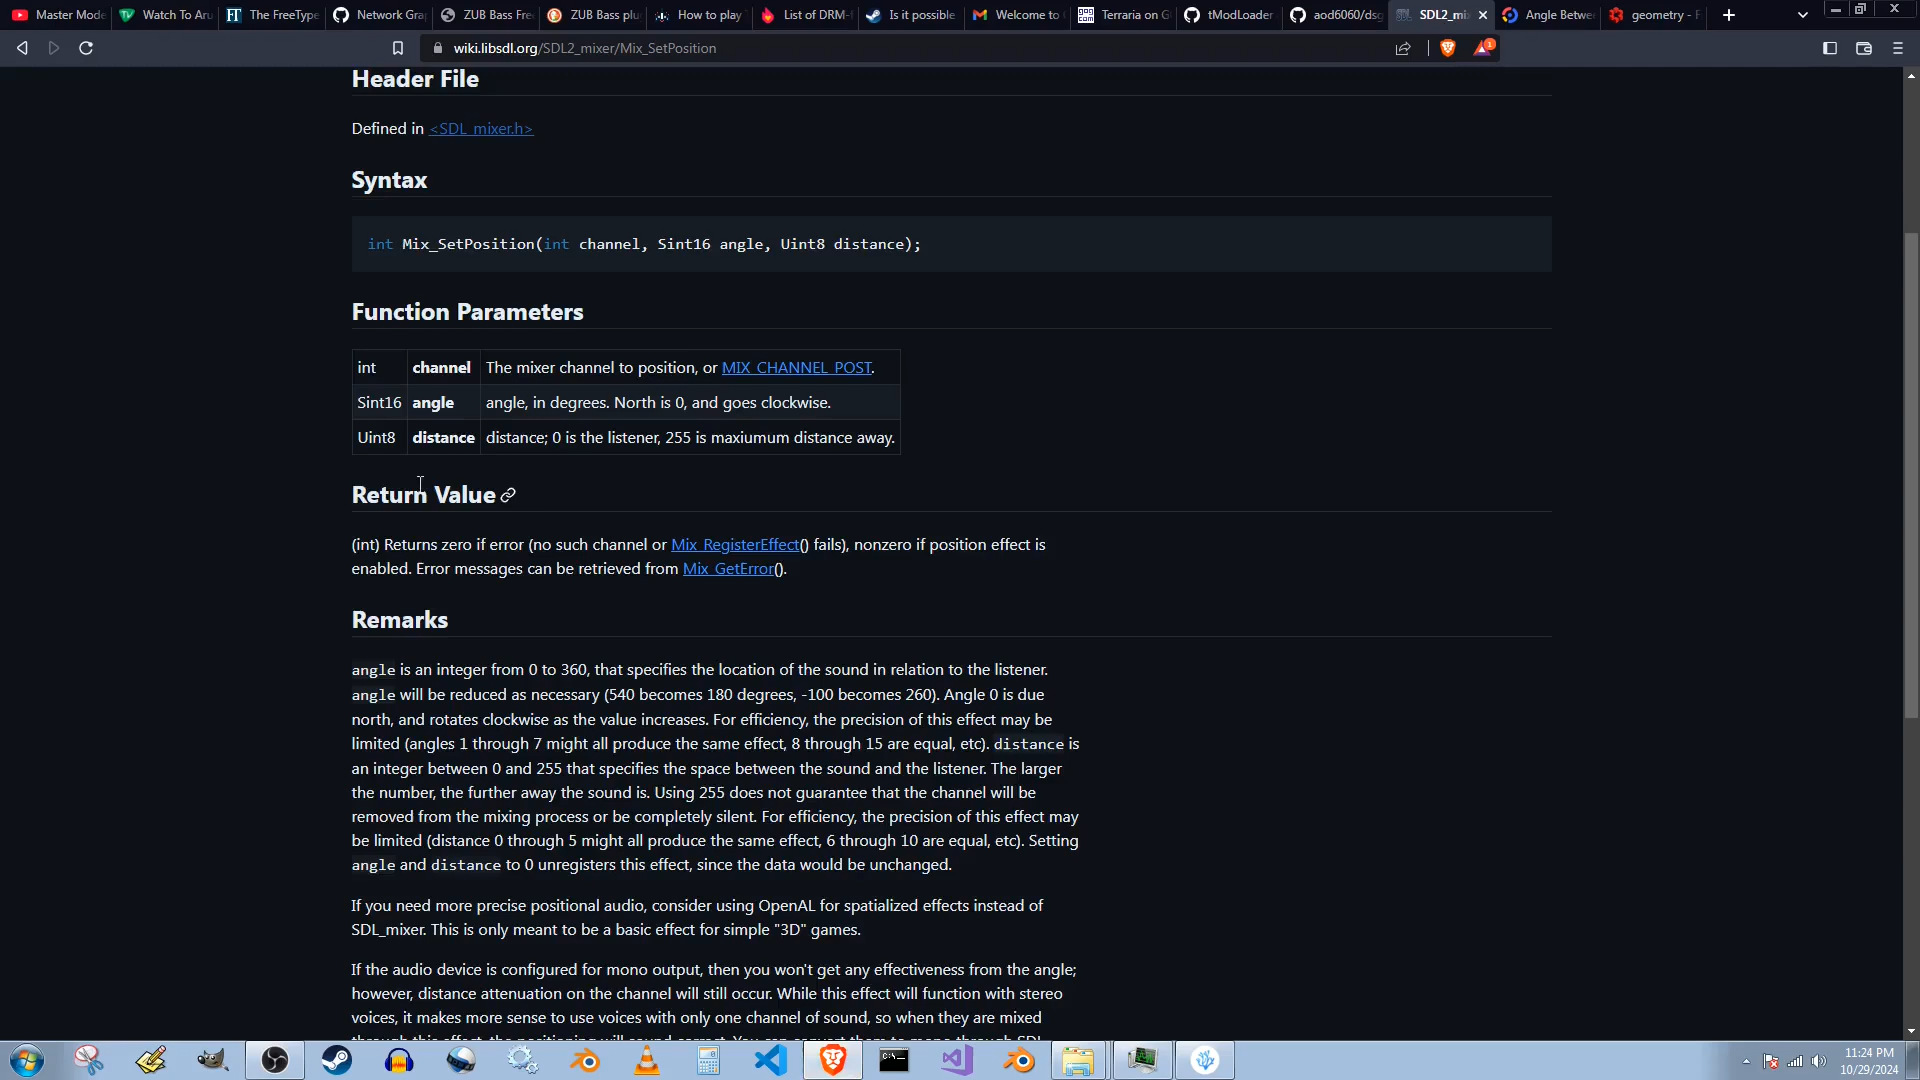 Master Mode
Watch To Aru
The FreeType
Network Gra
ZUB Bass Fre
ZUB Bass plu
How to play
List of DRM-
Is it possible
Welcome to
Terraria on G
tModLoader
aod6060/dsg
SDL2_mi
Angle Betwe
geometry - F
wiki.libsdl.org/SDL2_mixer/Mix_SetPosition
1
Header File
Defined in <SDL_mixer.h>
Syntax
int Mix_SetPosition(int channel, Sint16 angle, Uint8 distance);
Function Parameters
int channel The mixer channel to position, or MIX_CHANNEL_POST.
Sint16 angle angle, in degrees. North is 0, and goes clockwise.
Uint8 distance distance; 0 is the listener, 255 is maxiumum distance away.
Return Value
(int) Returns zero if error (no such channel or Mix_RegisterEffect() fails), nonzero if position effect is
enabled. Error messages can be retrieved from Mix_GetError().
Remarks
angle is an integer from 0 to 360, that specifies the location of the sound in relation to the listener.
angle will be reduced as necessary (540 becomes 180 degrees, -100 becomes 260). Angle 0 is due
north, and rotates clockwise as the value increases. For efficiency, the precision of this effect may be
limited (angles 1 through 7 might all produce the same effect, 8 through 15 are equal, etc). distance is
an integer between 0 and 255 that specifies the space between the sound and the listener. The larger
the number, the further away the sound is. Using 255 does not guarantee that the channel will be
removed from the mixing process or be completely silent. For efficiency, the precision of this effect may
be limited (distance 0 through 5 might all produce the same effect, 6 through 10 are equal, etc). Setting
angle and distance to 0 unregisters this effect, since the data would be unchanged.
If you need more precise positional audio, consider using OpenAL for spatialized effects instead of
SDL_mixer. This is only meant to be a basic effect for simple "3D" games.
If the audio device is configured for mono output, then you won't get any effectiveness from the angle;
however, distance attenuation on the channel will still occur. While this effect will function with stereo
voices, it makes more sense to use voices with only one channel of sound, so when they are mixed
through this effect, the positioning will sound correct. You can convert them to mono through SDL
11:24 PM
10/29/2024